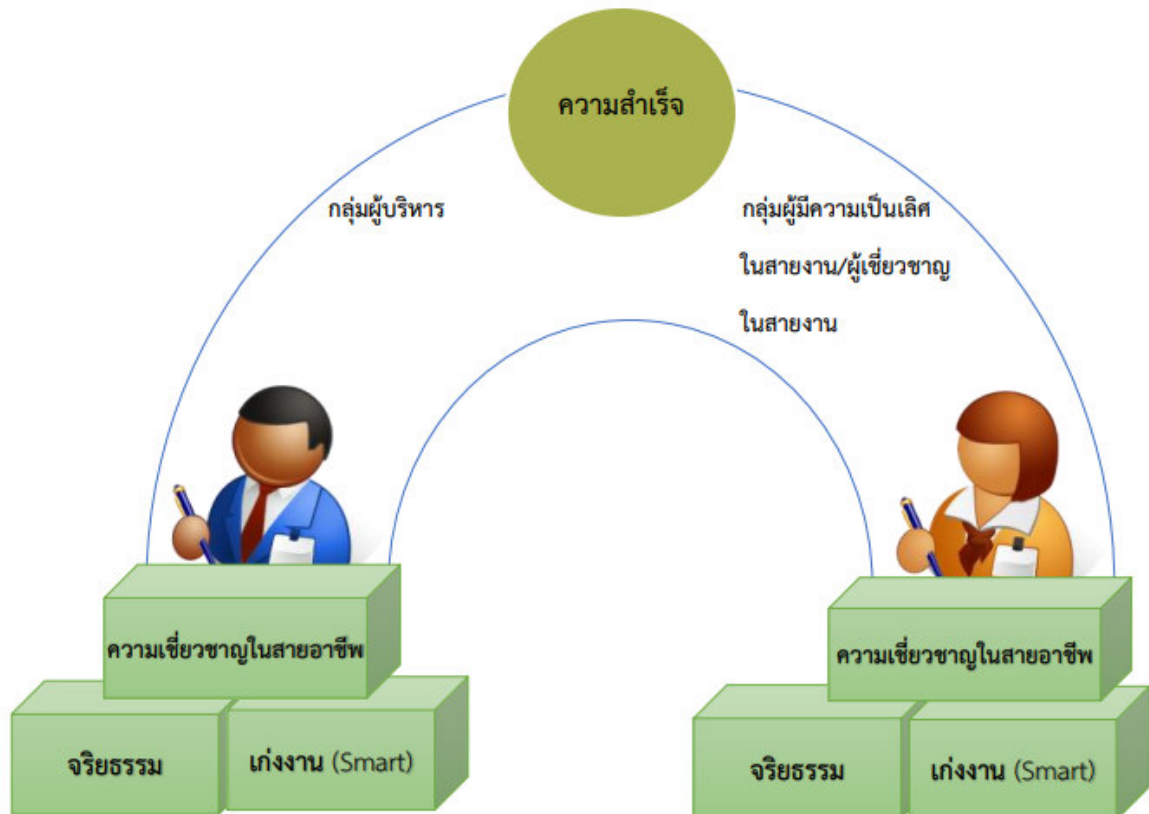 ความสำเร็จ
กลุ่มผู้บริหาร
กลุ่มผู้มีความเป็นเลิศ
ในสายงาน/ผู้เชี่ยวชาญ
ในสายงาน
ความเชี่ยวชาญในสายอาชีพ
จริยธรรม
เก่งงาน (Smart)
ความเชี่ยวชาญในสายอาชีพ
จริยธรรม
เก่งงาน (Smart)